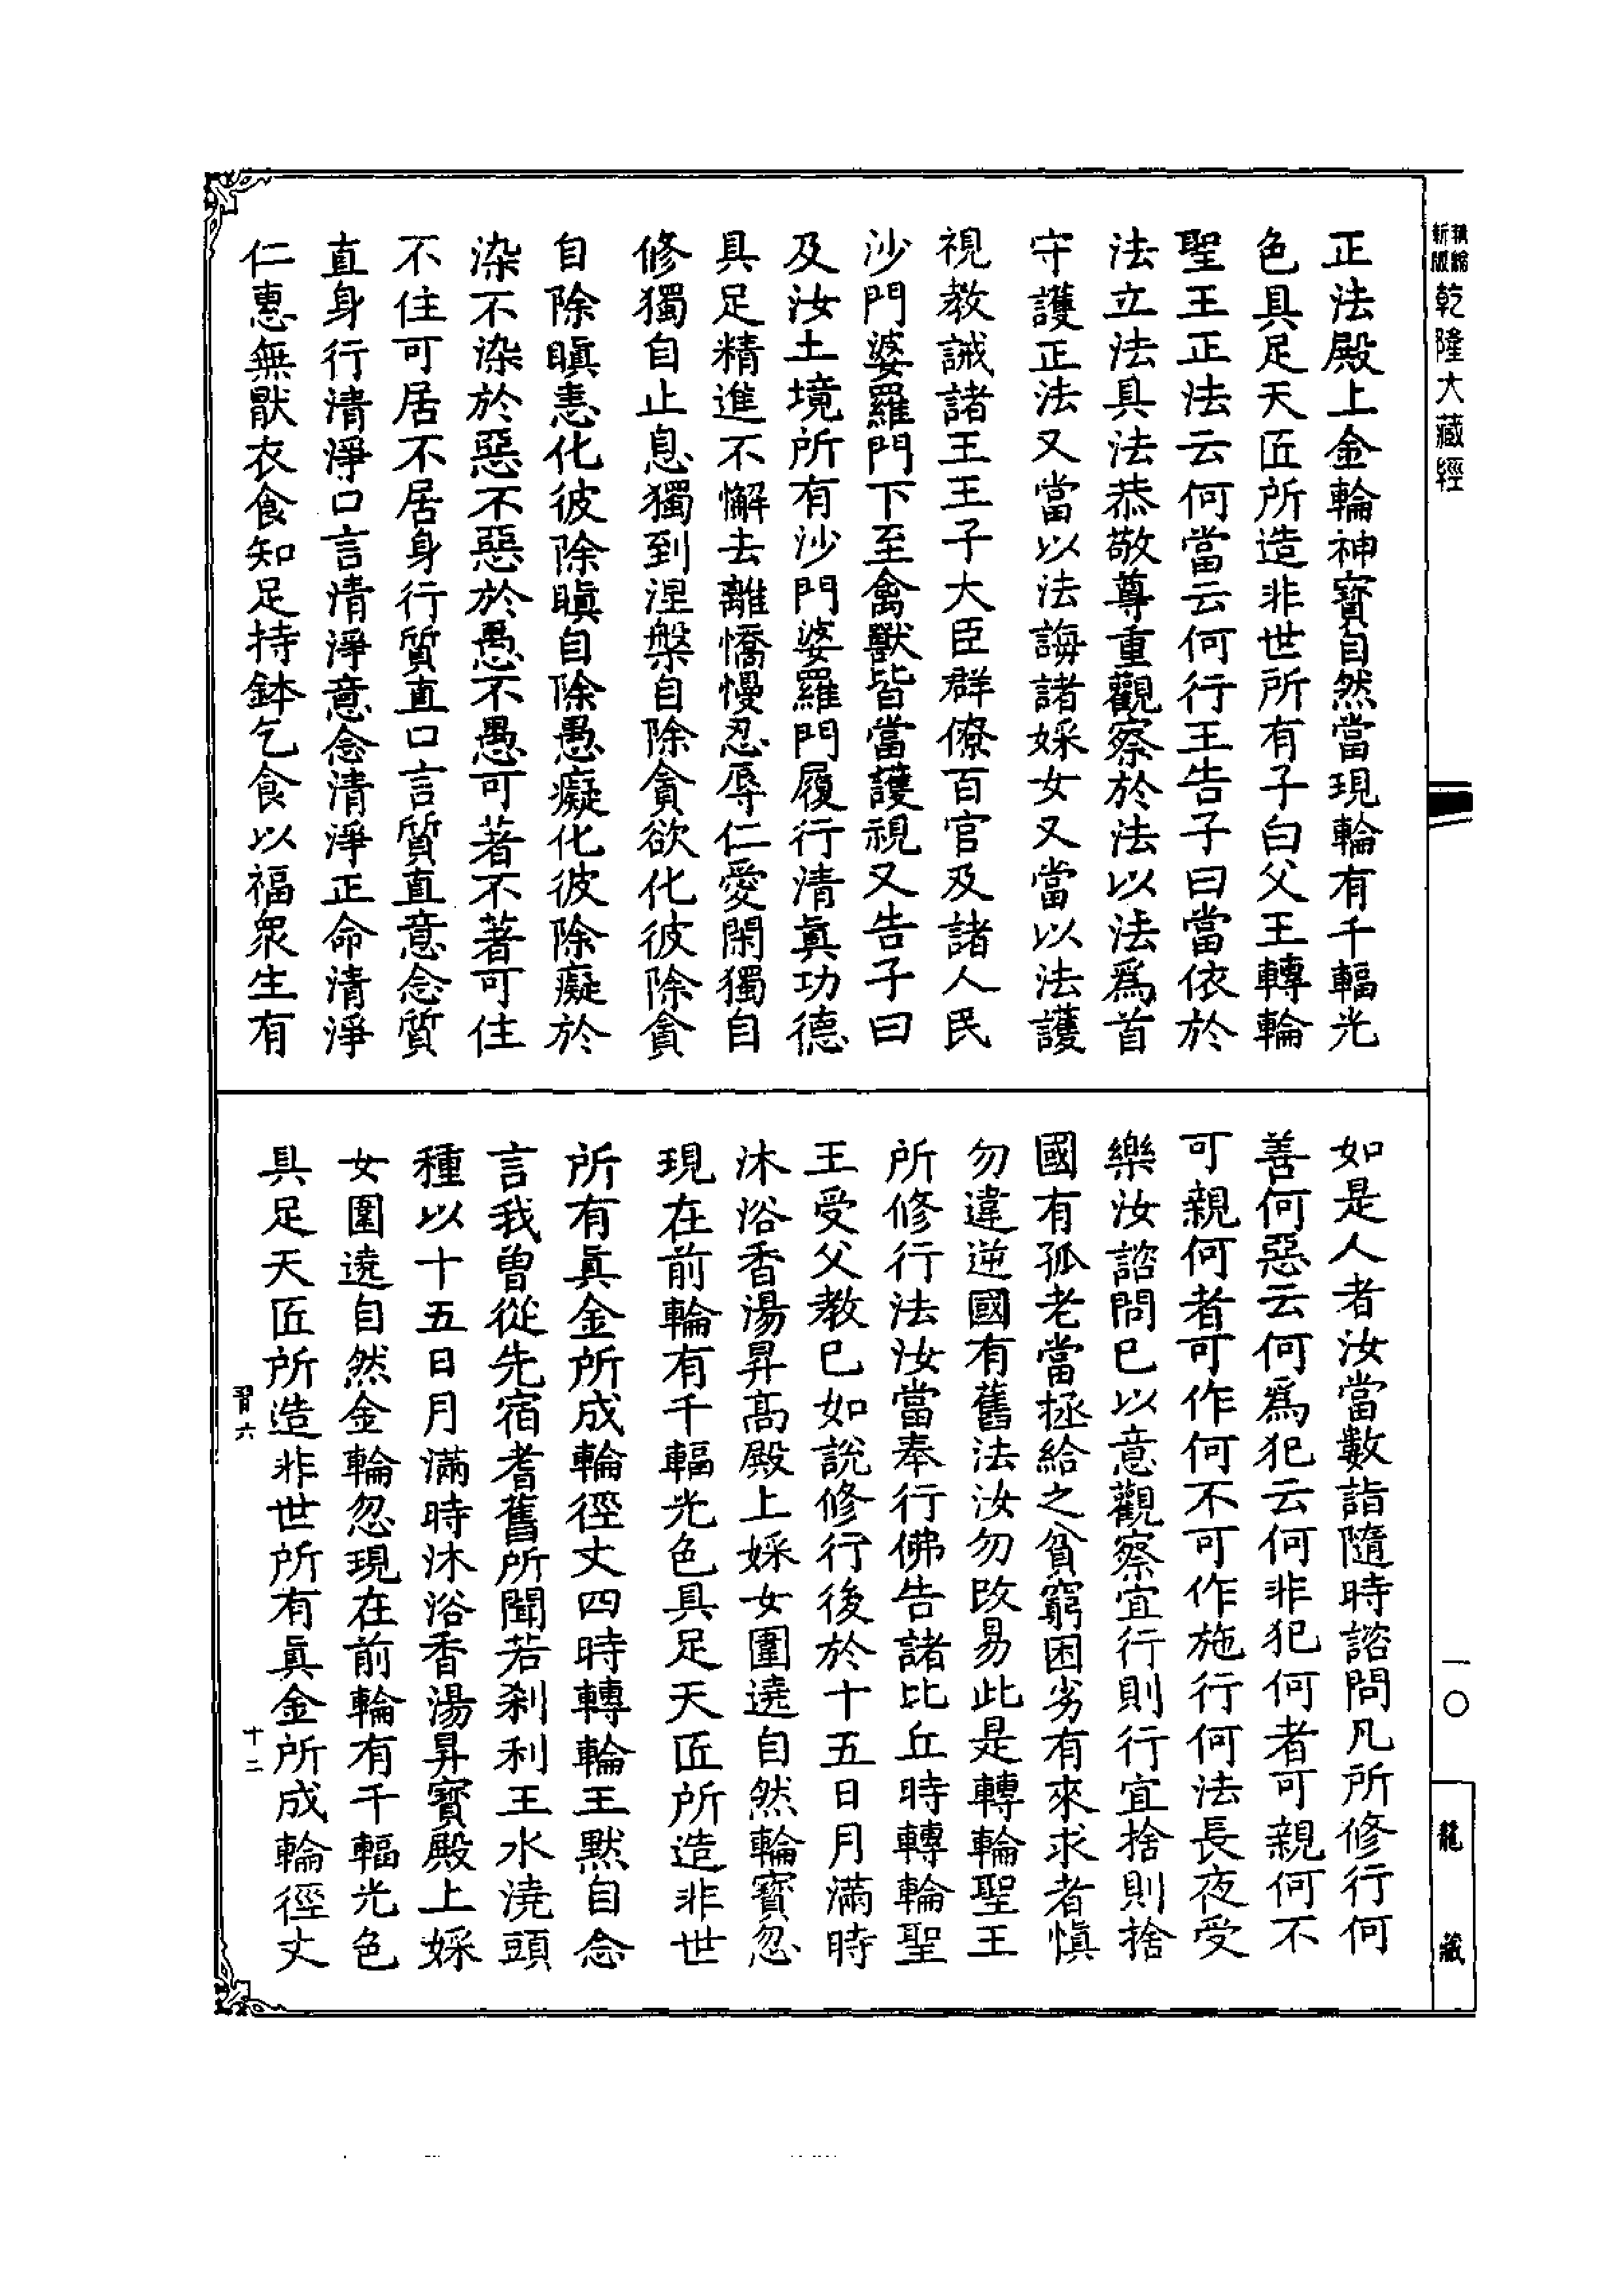 新版精縮乾隆大藏經
一〇
龍藏
正法殿上金輪神寶自然當現輪有千輻光
色具足天匠所造非世所有子白父王轉輪
聖王正法云何當云何行王告子曰當依於
法立法具法恭敬尊重觀察於法以法爲首
守護正法又當以法誨諸婇女又當以法護
視教誡諸王王子大臣群僚百官及諸人民
沙門婆羅門下至禽獸皆當護視又告子曰
及汝土境所有沙門婆羅門履行清眞功德
具足精進不懈去離憍慢忍辱仁愛閑獨自
修獨自止息獨到涅槃自除貪欲化彼除貪
自除瞋恚化彼除瞋自除愚癡化彼除癡於
染不染於惡不惡於愚不愚可著不著可住
不住可居不居身行質直口言質直意念質
直身行清淨口言清淨意念清淨正命清淨
仁惠無猒衣食知足持鉢乞食以福衆生有
如是人者汝當數詣隨時諮問凡所修行何
善何惡云何爲犯云何非犯何者可親何不
可親何者可作何不可作施行何法長夜受
樂汝諮問已以意觀察宜行則行宜捨則捨
國有孤老當拯給之貧窮困劣有來求者愼
勿違逆國有舊法汝勿改易此是轉輪聖王
所修行法汝當奉行佛告諸比丘時轉輪聖
王受父教已如說修行後於十五日月滿時
沐浴香湯昇高殿上婇女圍遶自然輪寶忽
現在前輪有千輻光色具足天匠所造非世
所有眞金所成輪徑丈四時轉輪王默自念
言我曾從先宿耆舊所聞若刹利王水澆頭
種以十五日月滿時沐浴香湯昇寶殿上婇
女圍遶自然金輪忽現在前輪有千輻光色
具足天匠所造非世所有眞金所成輪徑丈
習六
十二